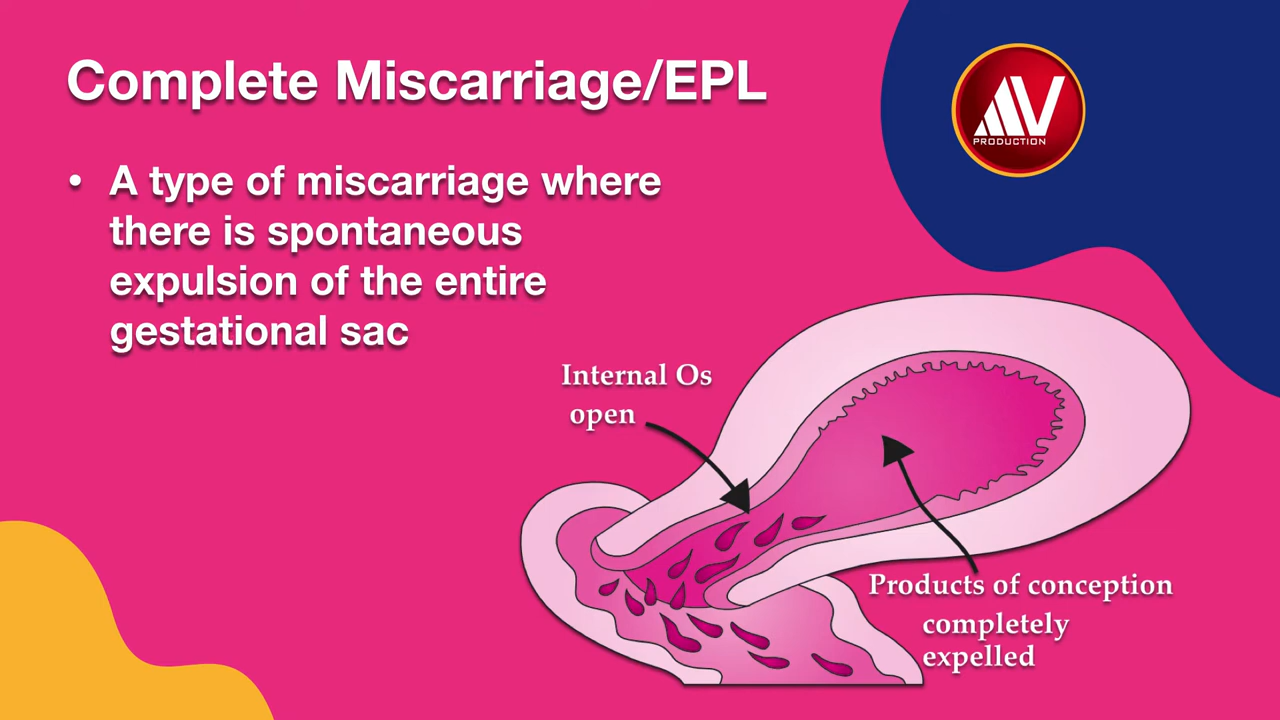 Complete Miscarriage/EPL
AV
PRODUCTION
• A type of miscarriage where
there is spontaneous
expulsion of the entire
gestational sac
Internal Os
open
Products of conception
completely
expelled